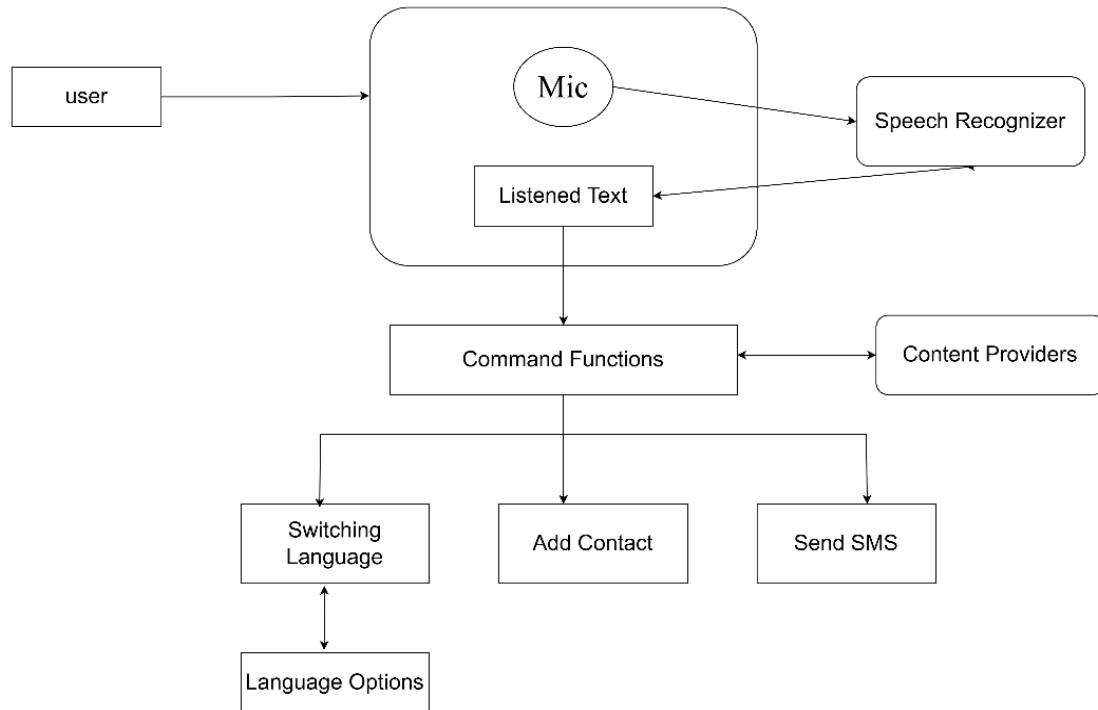 Mic
user
Speech Recognizer
Listened Text
Command Functions
Content Providers
Switching
Language
Add Contact
Send SMS
Language Options